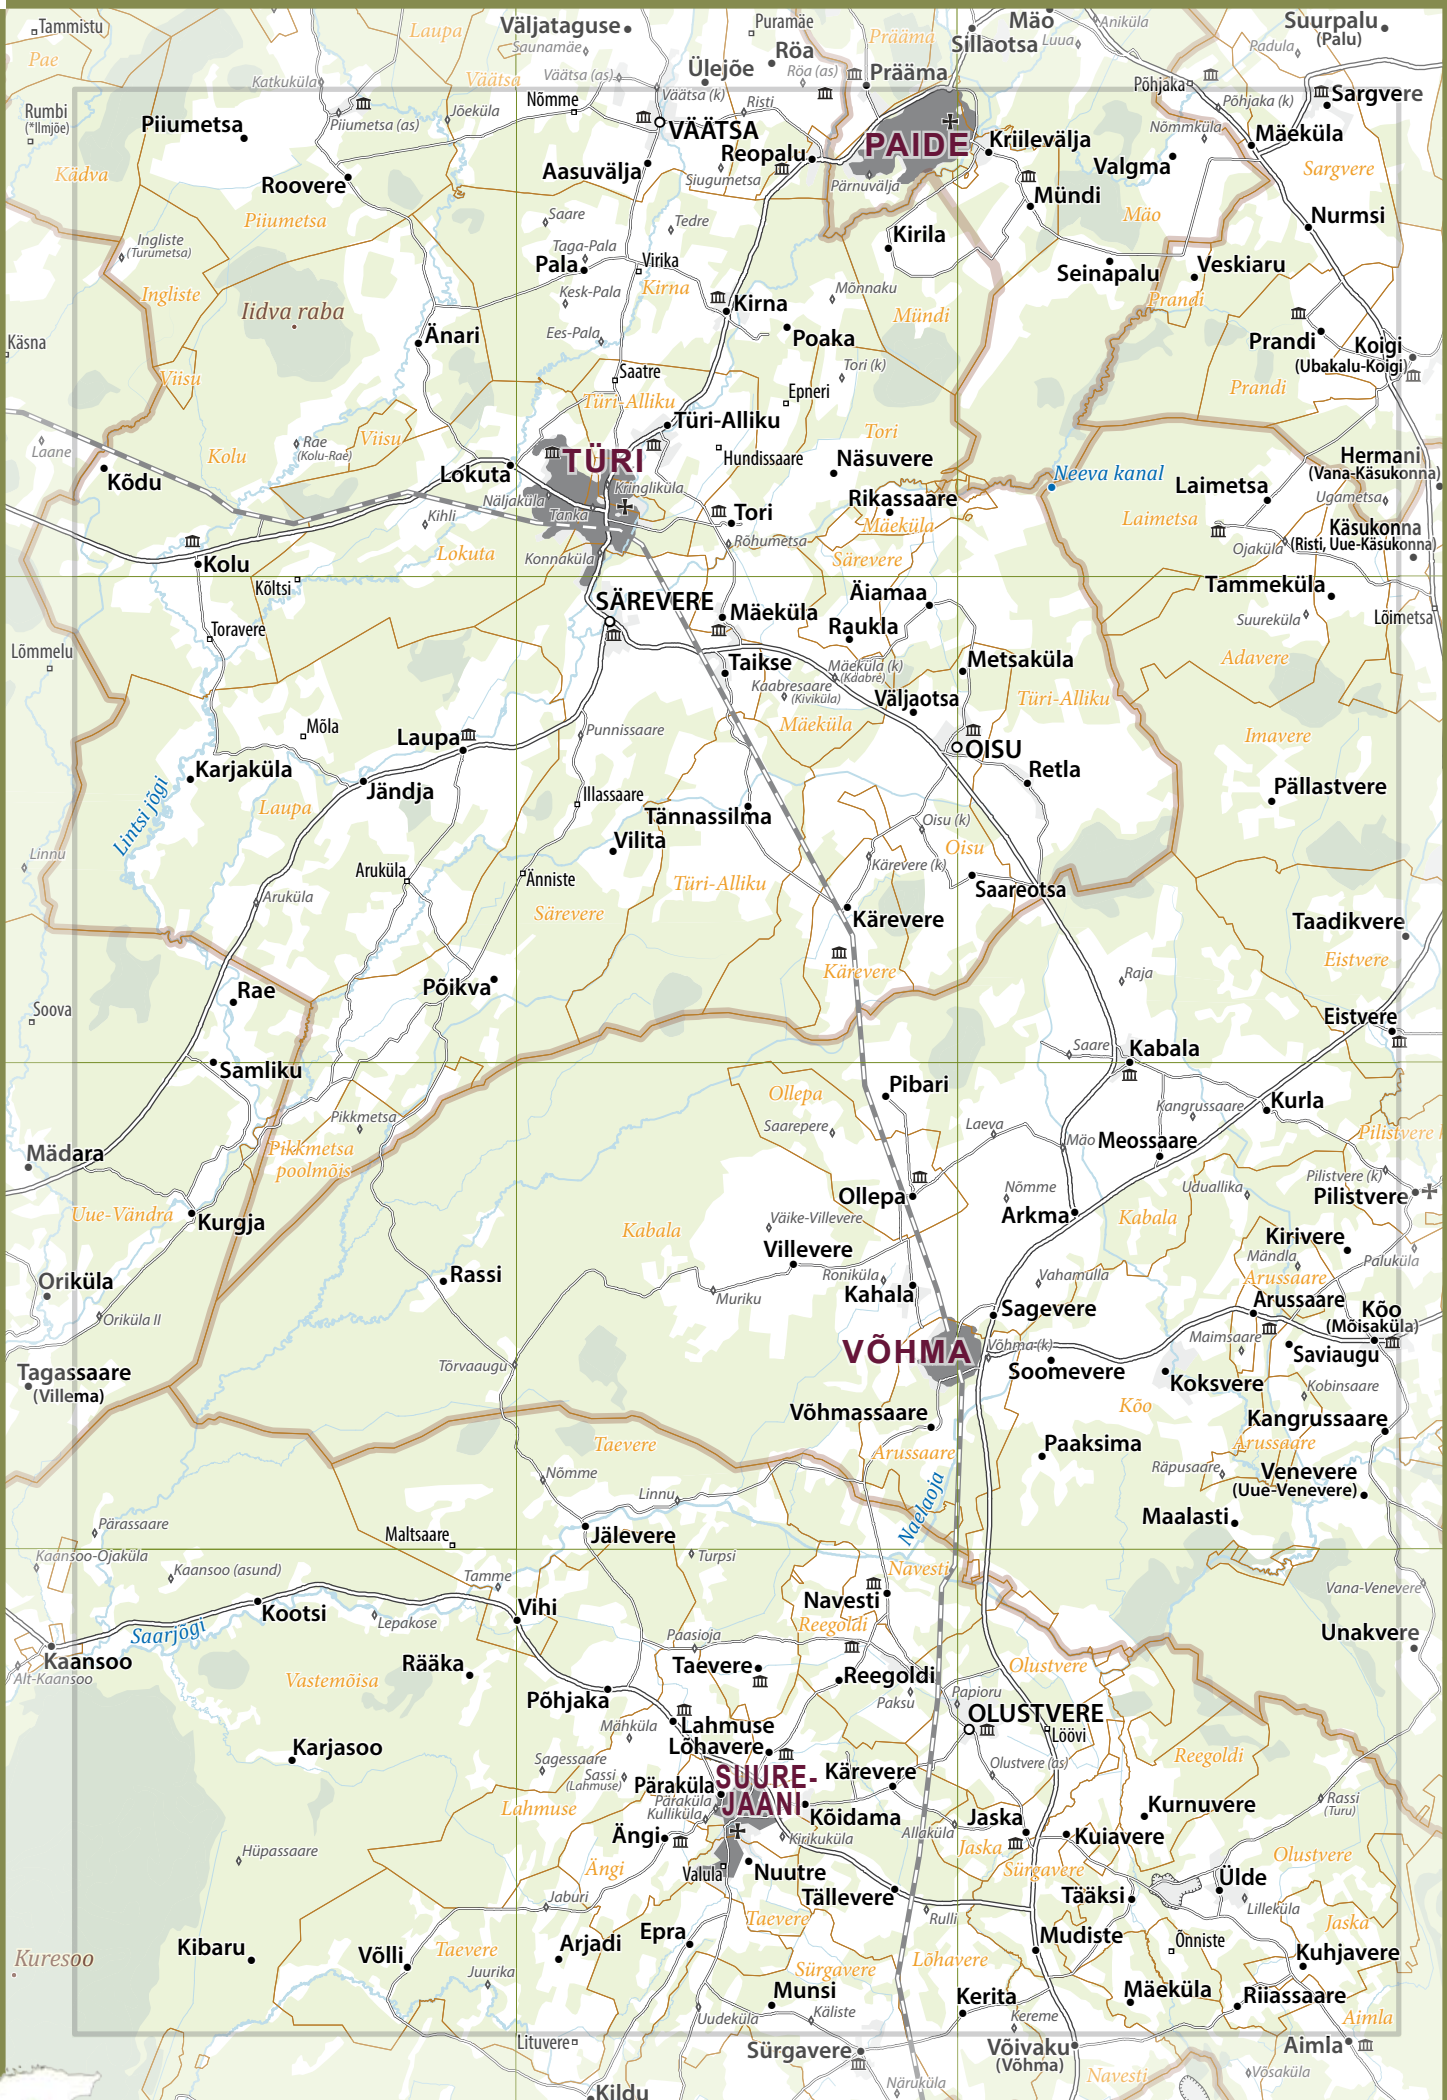 Tammistu
Laupa
Väljataguse
Puramäe
Mäo
Aniküla
Suurpalu
(Palu)
Pae
Saunamäe
Röa
Prääma
Sillaotsa
Luua
Padula
Katkuküla
Väätsa
Väätsa (as)
Ülejõe
Röa (as)
Prääma
Põhjaka
Rumbi
(*Ilmjõe)
Piiumetsa
Piiumetsa (as)
Jõeküla
Nõmme
Väätsa (k)
Risti
Põhjaka (k)
Sargvere
VÄÄTSA
PAIDE
Kriilevälja
Nõmmküla
Mäeküla
Reopalu
Valgma
Kädva
Roovere
Aasuvälja
Siugumetsa
Pärnuvälja
Sargvere
Mündi
Piiumetsa
Saare
Tedre
Mäo
Nurmsi
Ingliste
(Turumetsa)
Taga-Pala
Kirila
Pala
Virika
Seinapalu
Veskiaru
Ingliste
Kesk-Pala
Kirna
Mõnnaku
Prandi
Iidva raba
Kirna
Mündi
Käsna
Änari
Ees-Pala
Poaka
Prandi
Koigi
(Ubakalu-Koigi)
Viisu
Saatre
Tori (k)
Epneri
Prandi
Türi-Alliku
Türi-Alliku
Tori
Laane
Kolu
Rae
(Kolu-Rae)
Viisu
TÜRI
Hundissaare
Näsuvere
Neeva kanal
Hermani
(Vana-Käsukonna)
Kõdu
Lokuta
Näljaküla
Kringliküla
Rikassaare
Laimetsa
Ugametsa
Kihli
Tanka
Tori
Mäeküla
Laimetsa
Käsukonna
(Risti, Uue-Käsukonna)
Kolu
Lokuta
Konnaküla
Rõhumetsa
Särevere
Ojaküla
Kõltsi
SÄREVERE
Äiamaa
Tammeküla
Toravere
Mäeküla
Raukla
Suureküla
Lõimetsa
Lõmmelu
Taikse
Mäeküla (k)
(Kaabre)
Metsaküla
Adavere
Kaabresaare
(Kiviküla)
Väljaotsa
Türi-Alliku
Mõla
Laupa
Punnissaare
Mäeküla
Imavere
OISU
Karjaküla
Jändja
Retla
Lintsi jõgi
Laupa
Illassaare
Tännassilma
Pällastvere
Vilita
Oisu (k)
Linnu
Aruküla
Änniste
Kärevere (k)
Oisu
Aruküla
Türi-Alliku
Saareotsa
Särevere
Kärevere
Taadikvere
Kärevere
Eistvere
Rae
Põikva
Raja
Soova
Eistvere
Samliku
Saare
Kabala
Pibari
Ollepa
Kurla
Kangrussaare
Pikkmetsa
Saarepere
Laeva
Mäo
Meossaare
Pilistvere
Mädara
Pikkmetsa
poolmõis
Pilistvere (k)
Pilistvere
Uue-Vändra
Kurgja
Ollepa
Nõmme
Uduallika
Kabala
Väike-Villevere
Arkma
Kabala
Kirivere
Villevere
Mändla
Paluküla
Oriküla
Rassi
Roniküla
Vahamulla
Arussaare
Oriküla II
Muriku
Kahala
Sagevere
Arussaare
Kõo
(Mõisaküla)
Tagassaare
(Villema)
Tõrvaaugu
VÕHMA
Võhma (k)
Maimsaare
Saviaugu
Soomevere
Koksvere
Kobinsaare
Võhmassaare
Kõo
Kangrussaare
Taevere
Arussaare
Paaksima
Arussaare
Nõmme
Räpusaare
Venevere
(Uue-Venevere)
Linnu
Naelaoja
Pärassaare
Maltsaare
Jälevere
Maalasti
Kaansoo-Ojaküla
Turpsi
Kaansoo (asund)
Tamme
Navesti
Vana-Venevere
Kootsi
Vihi
Navesti
Saarjõgi
Lepakose
Reegoldi
Paasioja
Unakvere
Kaansoo
Alt-Kaansoo
Rääka
Taevere
Reegoldi
Olustvere
Vastemõisa
Põhjaka
Paksu
Papioru
Mähküla
Lahmuse
OLUSTVERE
Löövi
Karjasoo
Lõhavere
Sagessaare
Olustvere (as)
Reegoldi
Sassi
(Lahmuse)
Päraküla
SUURE-
JAANI
Kärevere
Päraküla
Kulliküla
Lahmuse
Kõidama
Jaska
Kurnuvere
Rassi
(Turu)
Ängi
Kirikuküla
Allaküla
Kuiavere
Jaska
Hüpassaare
Ängi
Valula
Nuutre
Sürgavere
Olustvere
Ülde
Jaburi
Tällevere
Tääksi
Lilleküla
Taevere
Rulli
Jaska
Epra
Kibaru
Võlli
Taevere
Arjadi
Mudiste
Õnniste
Kuhjavere
Kuresoo
Juurika
Sürgavere
Lõhavere
Munsi
Kerita
Mäeküla
Riiassaare
Uudeküla
Käliste
Kereme
Aimla
Lituvere
Sürgavere
Võivaku
(Võhma)
Aimla
Kildu
Näruküla
Navesti
Võsaküla